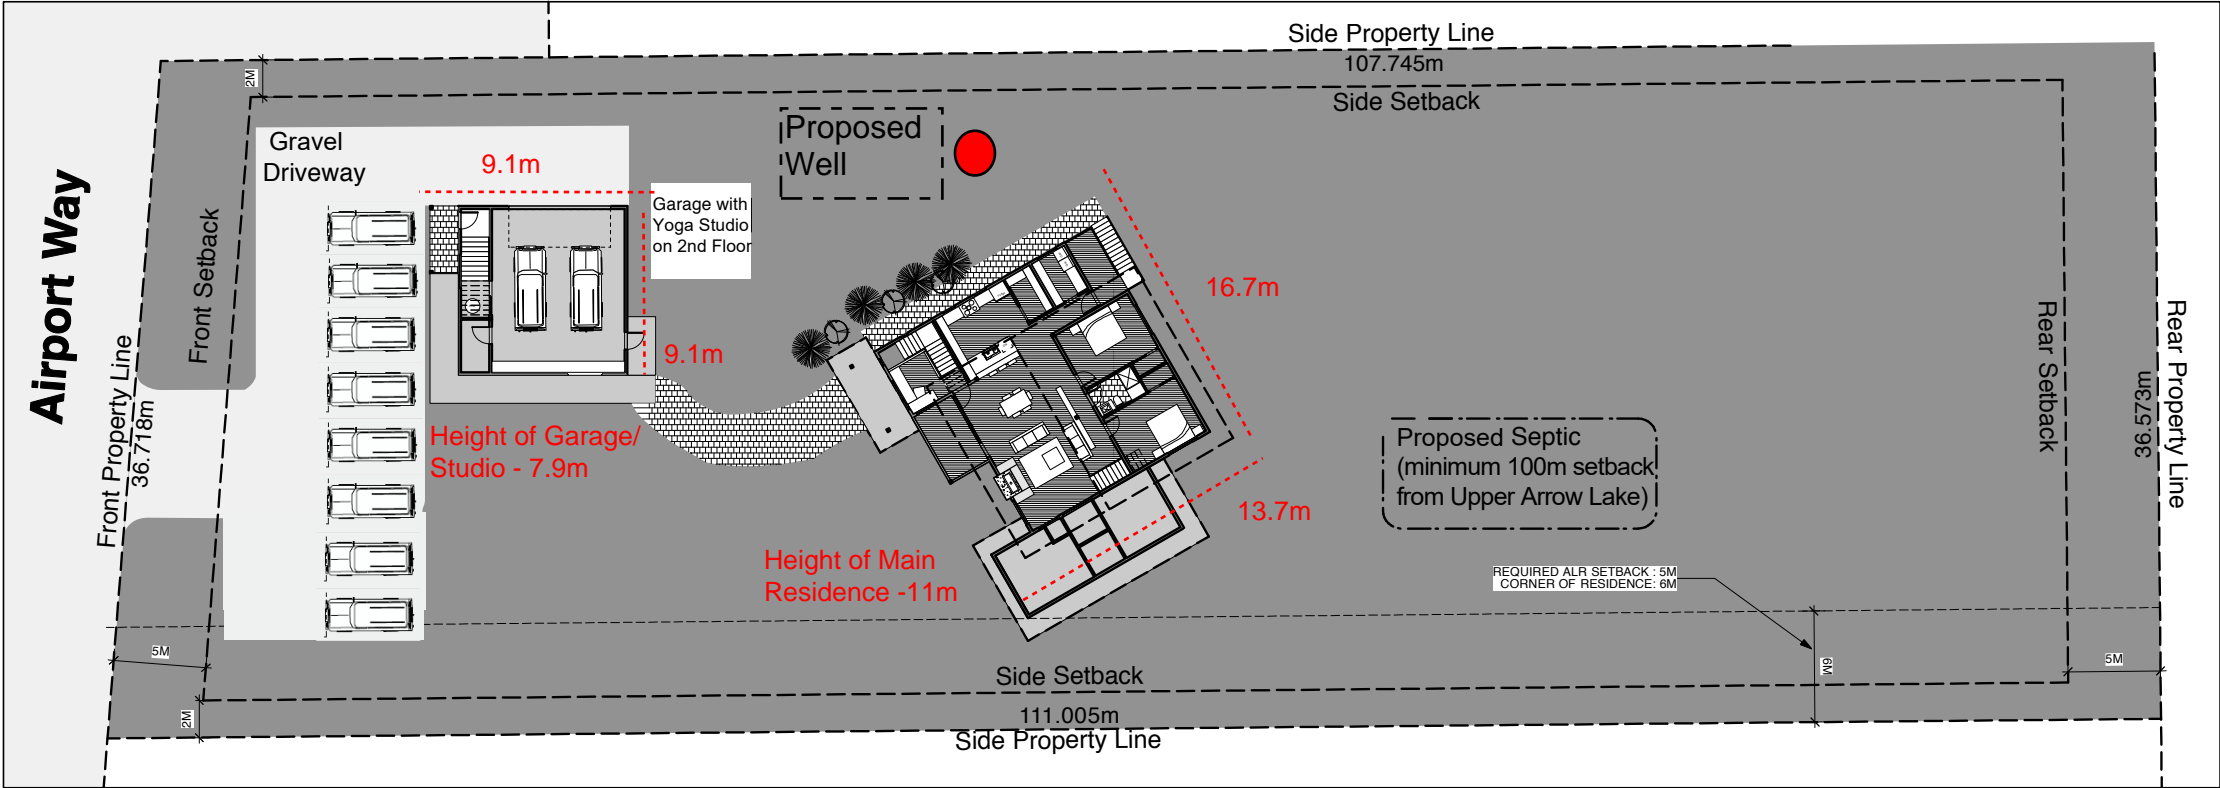 Side Property Line
107.745m
Side Setback
2M
Gravel
Driveway
Proposed
Well
9.1m
Garage with
Yoga Studio
on 2nd Floor
Airport Way
Front Setback
Front Property Line
36.718m
9.1m
16.7m
Height of Garage/
Studio - 7.9m
13.7m
Height of Main
Residence -11m
Proposed Septic
(minimum 100m setback
from Upper Arrow Lake)
Rear Setback
36.573m
Rear Property Line
REQUIRED ALR SETBACK : 5M
CORNER OF RESIDENCE: 6M
5M
6M
5M
2M
Side Setback
111.005m
Side Property Line